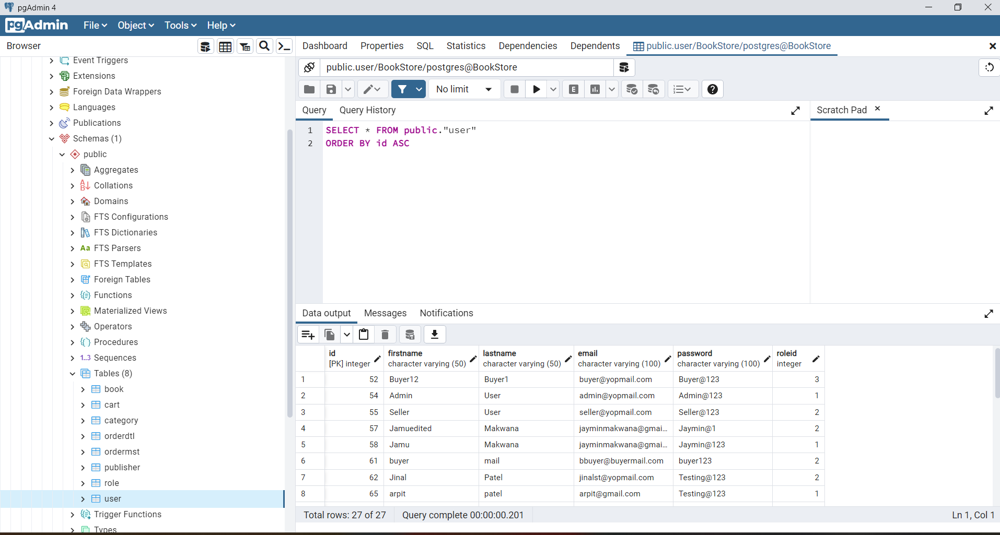 pgAdmin 4
pgAdmin File Object Tools Help
Browser
Dashboard Properties SQL Statistics Dependencies Dependents public.user/BookStore/postgres@BookStore
Event Triggers
Extensions
Foreign Data Wrappers
Languages
Publications
Schemas (1)
public
Aggregates
Collations
Domains
FTS Configurations
FTS Dictionaries
Aa FTS Parsers
FTS Templates
Foreign Tables
Functions
Materialized Views
Operators
Procedures
1..3 Sequences
Tables (8)
book
cart
category
orderdtl
ordermst
publisher
role
user
Trigger Functions
Types
public.user/BookStore/postgres@BookStore
No limit E
Query Query History
Scratch Pad
1 SELECT * FROM public."user"
2 ORDER BY id ASC
Data output Messages Notifications
id firstname lastname email password roleid
[PK] integer character varying (50) character varying (50) character varying (100) character varying (100) integer
1 52 Buyer12 Buyer1 buyer@yopmail.com Buyer@123 3
2 54 Admin User admin@yopmail.com Admin@123 1
3 55 Seller User seller@yopmail.com Seller@123 2
4 57 Jamuedited Makwana jayminmakwana@gmai... Jaymin@1 2
5 58 Jamu Makwana jayminmakwana@gmai... Jaymin@123 1
6 61 buyer mail bbuyer@buyermail.com buyer123 2
7 62 Jinal Patel jinalst@yopmail.com Testing@123 2
8 65 arpit patel arpit@gmail.com Testing@123 1
Total rows: 27 of 27 Query complete 00:00:00.201 Ln 1, Col 1